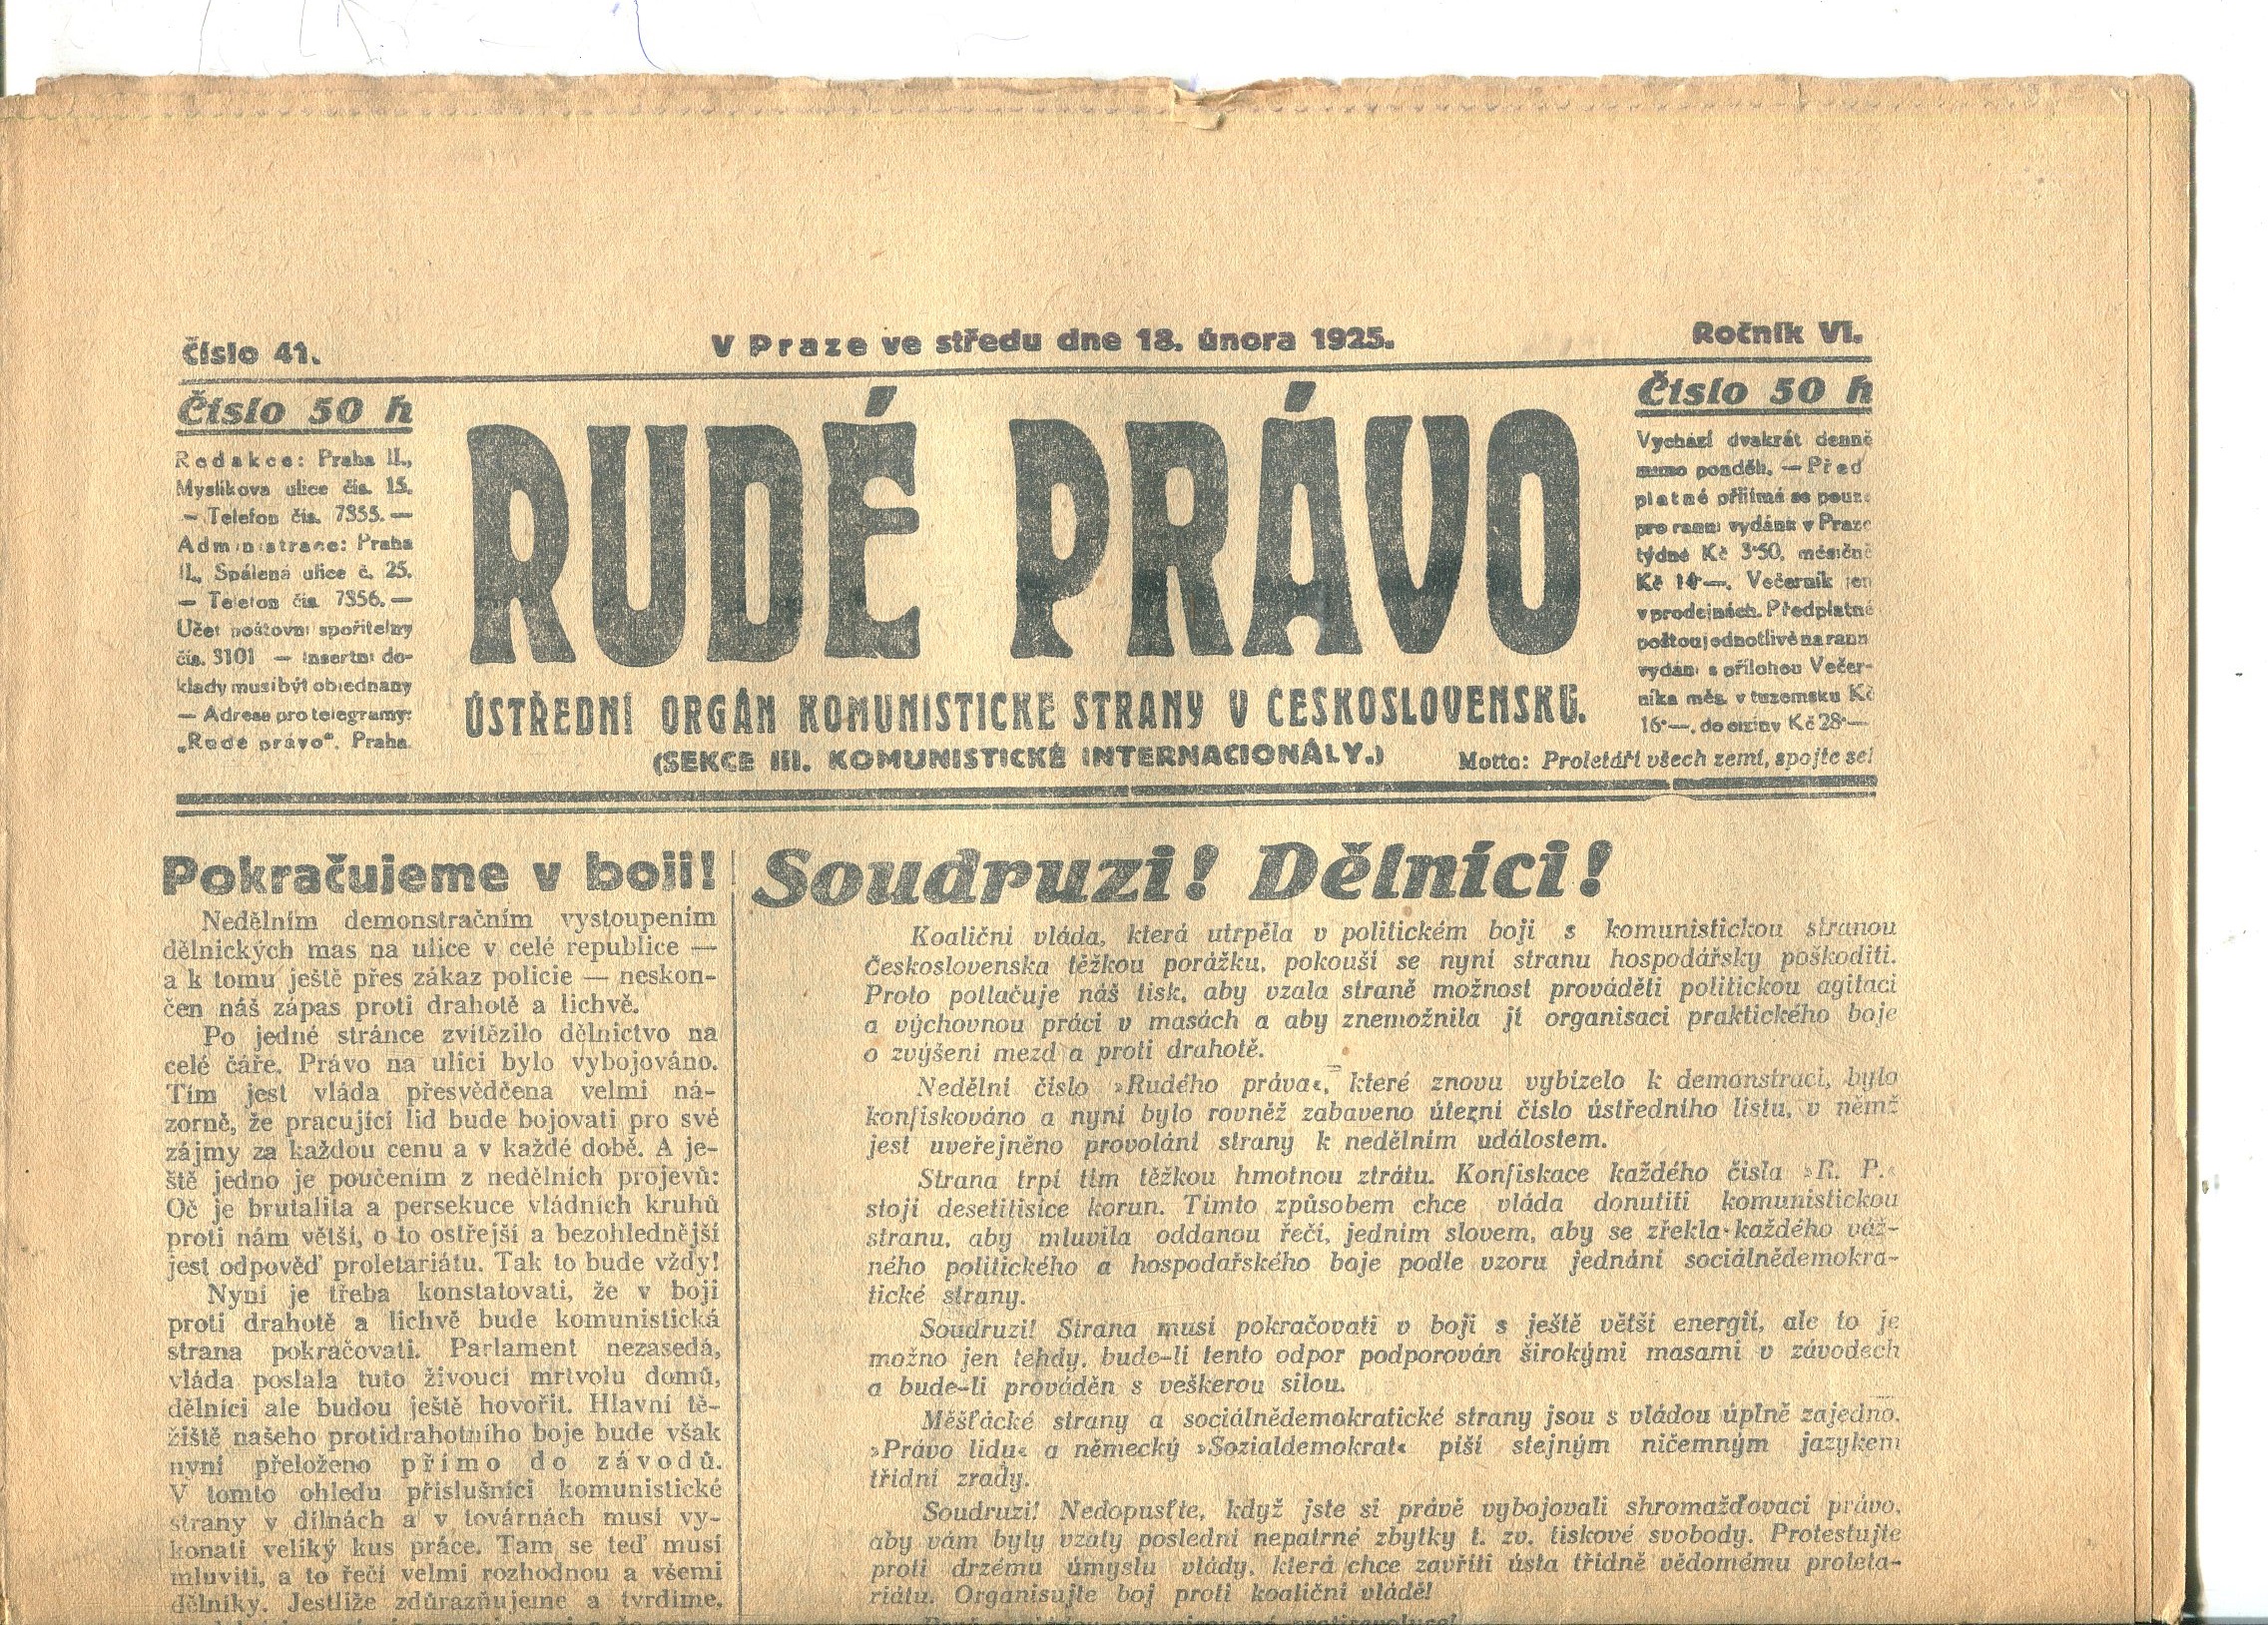 Číslo 41.
V Praze ve středu dne 18. února 1925.
Ročník VI.
Číslo 50 h
Redakce: Praha II.,
Myslíkova ulice čís. 15.
— Telefon čís. 7355. —
Administrace: Praha
II., Spálená ulice č. 25.
— Telefon čís. 7356. —
Účet poštovní spořitelny
čís. 3101 — Insertní do-
klady musí být objednány
— Adresa pro telegramy:
„Rudé právo“. Praha.
RUDÉ PRÁVO
ÚSTŘEDNÍ ORGÁN KOMUNISTICKÉ STRANY V ČESKOSLOVENSKU.
(SEKCE III. KOMUNISTICKÉ INTERNACIONÁLY.)
Motto: Proletáři všech zemí, spojte se!
Číslo 50 h
Vychází dvakrát denně
mimo pondělí. — Před
platné přijímá se pouze
pro ranní vydání v Praze
týdně Kč 3·50, měsíčně
Kč 14·—. Večerník jen
v prodejnách. Předplatné
poštou jednotlivě na rann
vydání s přílohou Večer-
níka měs. v tuzemsku Kč
16·—, do ciziny Kč 28·—
Pokračujeme v boji!
Nedělním demonstračním vystoupením
dělnických mas na ulice v celé republice —
a k tomu ještě přes zákaz policie — neskon-
čen náš zápas proti drahotě a lichvě.
Po jedné stránce zvítězilo dělnictvo na
celé čáře. Právo na ulici bylo vybojováno.
Tím jest vláda přesvědčena velmi ná-
zorně, že pracující lid bude bojovati pro své
zájmy za každou cenu a v každé době. A je-
ště jedno je poučením z nedělních projevů:
Oč je brutalita a persekuce vládních kruhů
proti nám větší, o to ostřejší a bezohlednější
jest odpověď proletariátu. Tak to bude vždy!
Nyní je třeba konstatovati, že v boji
proti drahotě a lichvě bude komunistická
strana pokračovati. Parlament nezasedá,
vláda poslala tuto živoucí mrtvolu domů,
dělníci ale budou ještě hovořit. Hlavní tě-
žiště našeho protidrahotního boje bude však
nyní přeloženo přímo do závodů.
V tomto ohledu příslušníci komunistické
strany v dílnách a v továrnách musí vy-
konati veliký kus práce. Tam se teď musí
mluviti, a to řečí velmi rozhodnou a všemi
dělníky. Jestliže zdůrazňujeme a tvrdíme,
Soudruzi! Dělníci!
Koaliční vláda, která utrpěla v politickém boji s komunistickou stranou
Československa těžkou porážku, pokouší se nyní stranu hospodářsky poškoditi.
Proto potlačuje náš tisk, aby vzala straně možnost prováděti politickou agitaci
a výchovnou práci v masách a aby znemožnila jí organisaci praktického boje
o zvýšení mezd a proti drahotě.
Nedělní číslo »Rudého práva«, které znovu vybízelo k demonstraci, bylo
konfiskováno a nyní bylo rovněž zabaveno úterní číslo ústředního listu, v němž
jest uveřejněno provolání strany k nedělním událostem.
Strana trpí tím těžkou hmotnou ztrátu. Konfiskace každého čísla »R. P.«
stojí desetitisíce korun. Tímto způsobem chce vláda donutiti komunistickou
stranu, aby mluvila oddanou řečí, jedním slovem, aby se zřekla každého váž-
ného politického a hospodářského boje podle vzoru jednání sociálnědemokra-
tické strany.
Soudruzi! Strana musí pokračovati v boji s ještě větší energií, ale to je
možno jen tehdy, bude-li tento odpor podporován širokými masami v závodech
a bude-li prováděn s veškerou silou.
Měšťácké strany a sociálnědemokratické strany jsou s vládou úplně zajedno.
»Právo lidu« a německý »Sozialdemokrat« píší stejným ničemným jazykem
třídní zrady.
Soudruzi! Nedopusťte, když jste si právě vybojovali shromažďovací právo,
aby vám byly vzaty poslední nepatrné zbytky t. zv. tiskové svobody. Protestujte
proti drzému úmyslu vlády, která chce zavříti ústa třídně vědomému proleta-
riátu. Organisujte boj proti koaliční vládě!